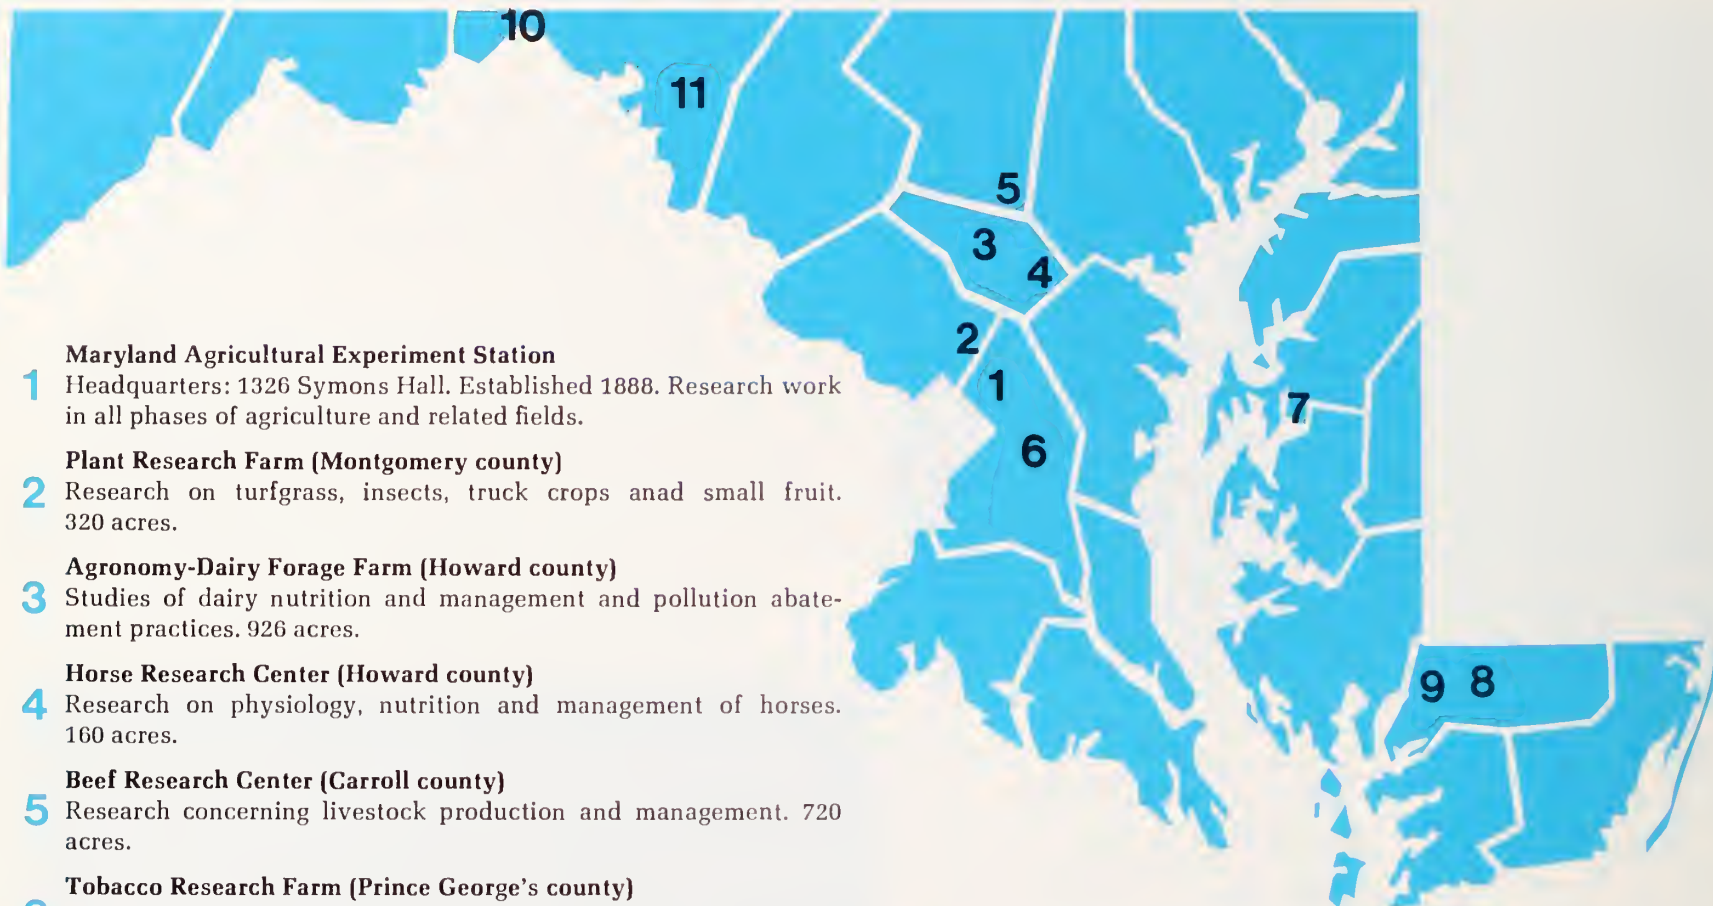 10
11
5
3
4
2
1
6
7
9 8
Maryland Agricultural Experiment Station
1 Headquarters: 1326 Symons Hall. Established 1888. Research work
in all phases of agriculture and related fields.
Plant Research Farm (Montgomery county)
2 Research on turfgrass, insects, truck crops anad small fruit.
320 acres.
Agronomy-Dairy Forage Farm (Howard county)
3 Studies of dairy nutrition and management and pollution abate-
ment practices. 926 acres.
Horse Research Center (Howard county)
4 Research on physiology, nutrition and management of horses.
160 acres.
Beef Research Center (Carroll county)
5 Research concerning livestock production and management. 720
acres.
Tobacco Research Farm (Prince George's county)